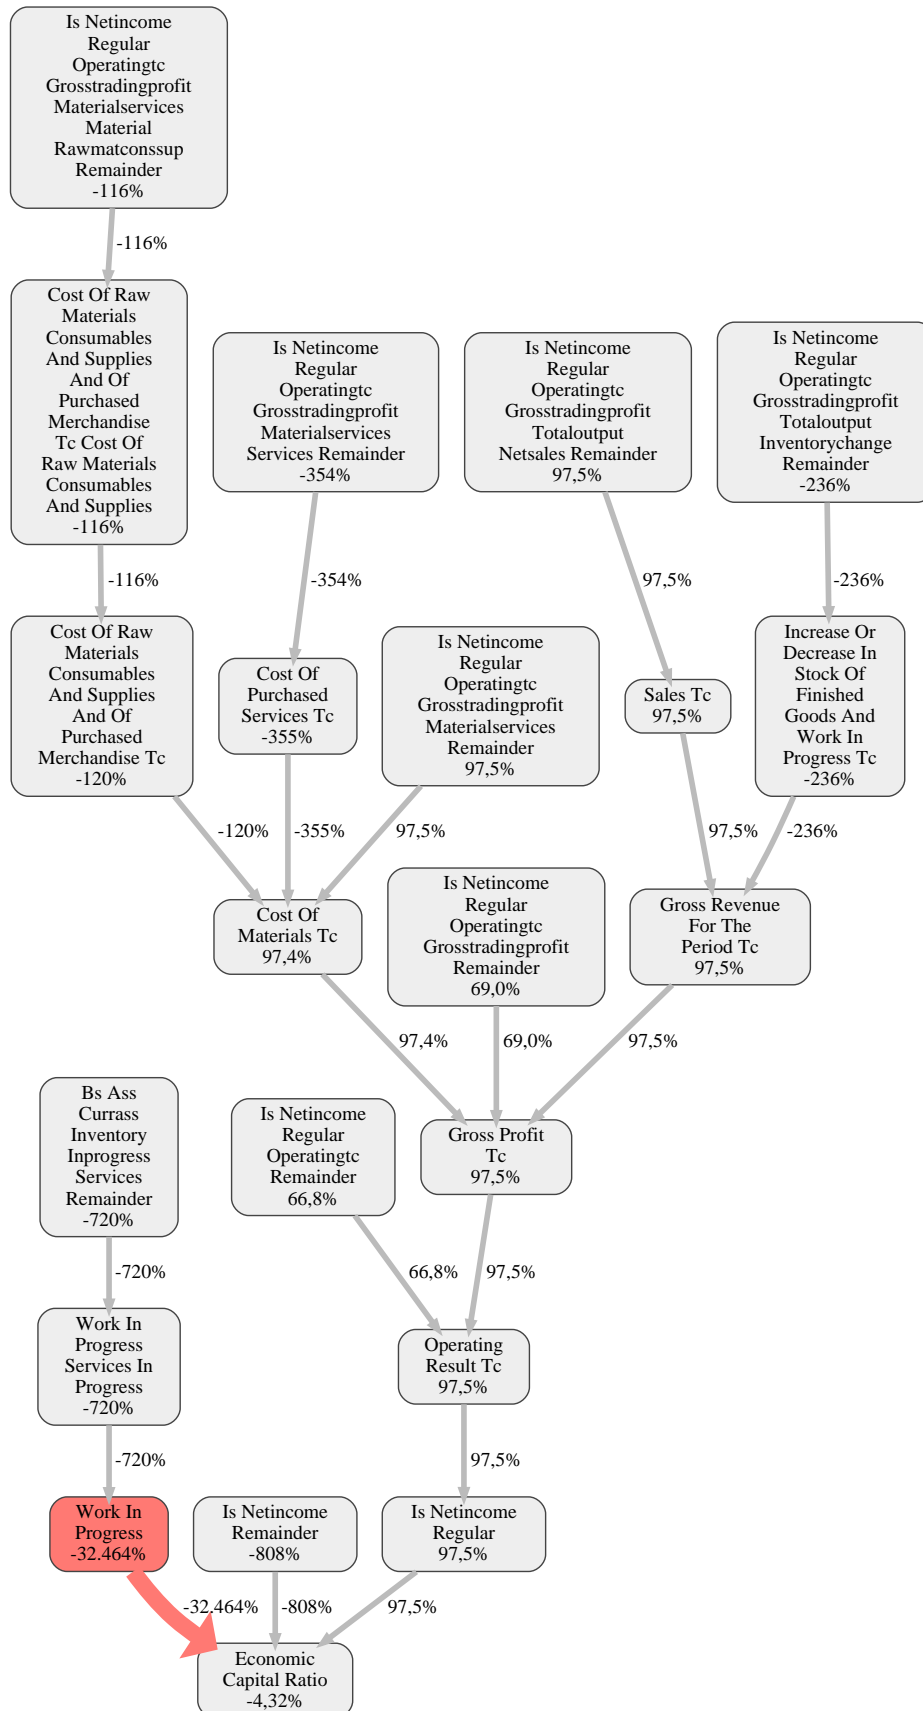 Is Netincome
Regular
Operatingtc
Grosstradingprofit
Materialservices
Material
Rawmatconssup
Remainder
-116%
-116%
Cost Of Raw
Materials
Consumables
And Supplies
And Of
Purchased
Merchandise
Tc Cost Of
Raw Materials
Consumables
And Supplies
-116%
Is Netincome
Regular
Operatingtc
Grosstradingprofit
Materialservices
Services Remainder
-354%
Is Netincome
Regular
Operatingtc
Grosstradingprofit
Totaloutput
Netsales Remainder
97,5%
Is Netincome
Regular
Operatingtc
Grosstradingprofit
Totaloutput
Inventorychange
Remainder
-236%
-116%
-354%
97,5%
-236%
Cost Of Raw
Materials
Consumables
And Supplies
And Of
Purchased
Merchandise Tc
-120%
Cost Of
Purchased
Services Tc
-355%
Is Netincome
Regular
Operatingtc
Grosstradingprofit
Materialservices
Remainder
97,5%
Sales Tc
97,5%
Increase Or
Decrease In
Stock Of
Finished
Goods And
Work In
Progress Tc
-236%
-120%
-355%
97,5%
97,5%
-236%
Cost Of
Materials Tc
97,4%
Is Netincome
Regular
Operatingtc
Grosstradingprofit
Remainder
69,0%
Gross Revenue
For The
Period Tc
97,5%
97,4%
69,0%
97,5%
Bs Ass
Currass
Inventory
Inprogress
Services
Remainder
-720%
Is Netincome
Regular
Operatingtc
Remainder
66,8%
Gross Profit
Tc
97,5%
-720%
66,8%
97,5%
Work In
Progress
Services In
Progress
-720%
Operating
Result Tc
97,5%
-720%
97,5%
Work In
Progress
-32.464%
Is Netincome
Remainder
-808%
Is Netincome
Regular
97,5%
-32.464%
-808%
97,5%
Economic
Capital Ratio
-4,32%